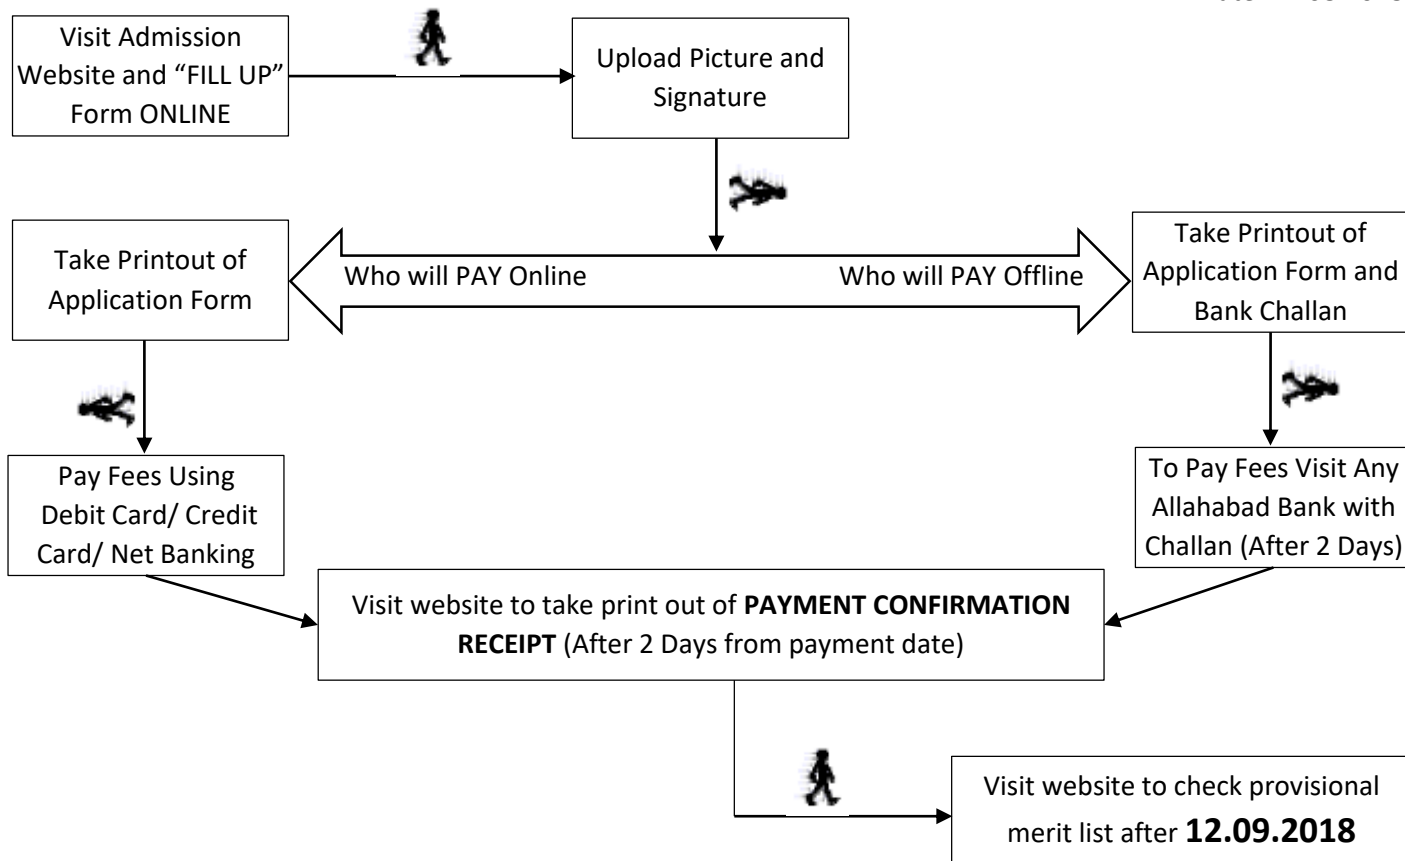 Visit Admission
Website and “FILL UP”
Form ONLINE
Upload Picture and
Signature
Take Printout of
Application Form
Who will PAY Online
Who will PAY Offline
Take Printout of
Application Form and
Bank Challan
Pay Fees Using
Debit Card/ Credit
Card/ Net Banking
To Pay Fees Visit Any
Allahabad Bank with
Challan (After 2 Days)
Visit website to take print out of PAYMENT CONFIRMATION
RECEIPT (After 2 Days from payment date)
Visit website to check provisional
merit list after 12.09.2018